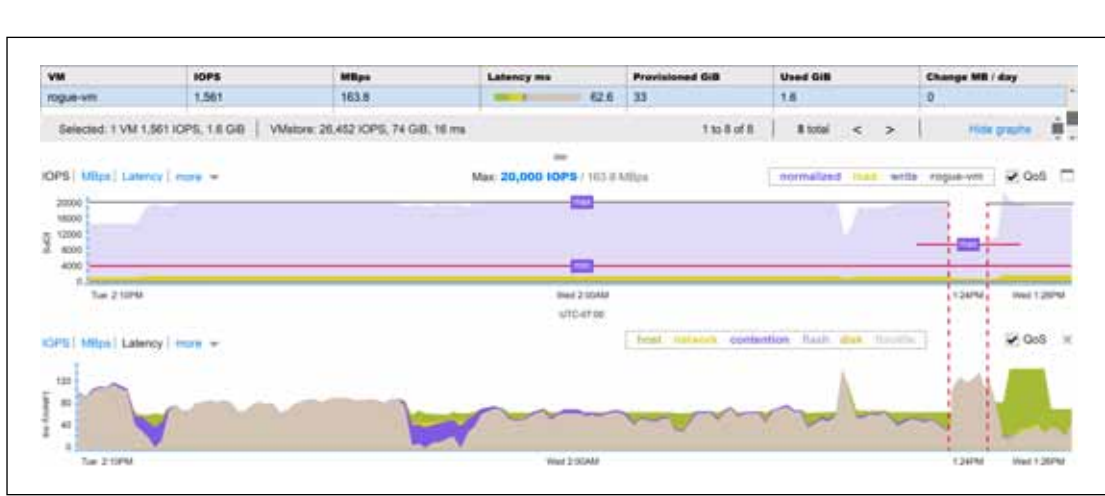 VM IOPS MBps Latency ms Provisioned GiB Used GiB Change MB / day
rogue-vm 1,561 163.8 62.6 33 1.6 0
Selected: 1 VM 1,561 IOPS, 1.6 GiB | VMstore: 26,452 IOPS, 74 GiB, 16 ms 1 to 8 of 8 | 8 total < > | Hide graphs
IOPS | MBps | Latency | more Max: 20,000 IOPS / 163.8 MBps normalized read write rogue-vm QoS
20000 max
16000
12000
IOPS
8000 max
4000 min
0
Tue 2:10PM Wed 2:00AM 1:24PM Wed 1:26PM
UTC-07:00
IOPS | MBps | Latency | more host network contention flash disk throttle QoS
120
80
Latency ms
40
0
Tue 2:10PM Wed 2:00AM 1:24PM Wed 1:26PM